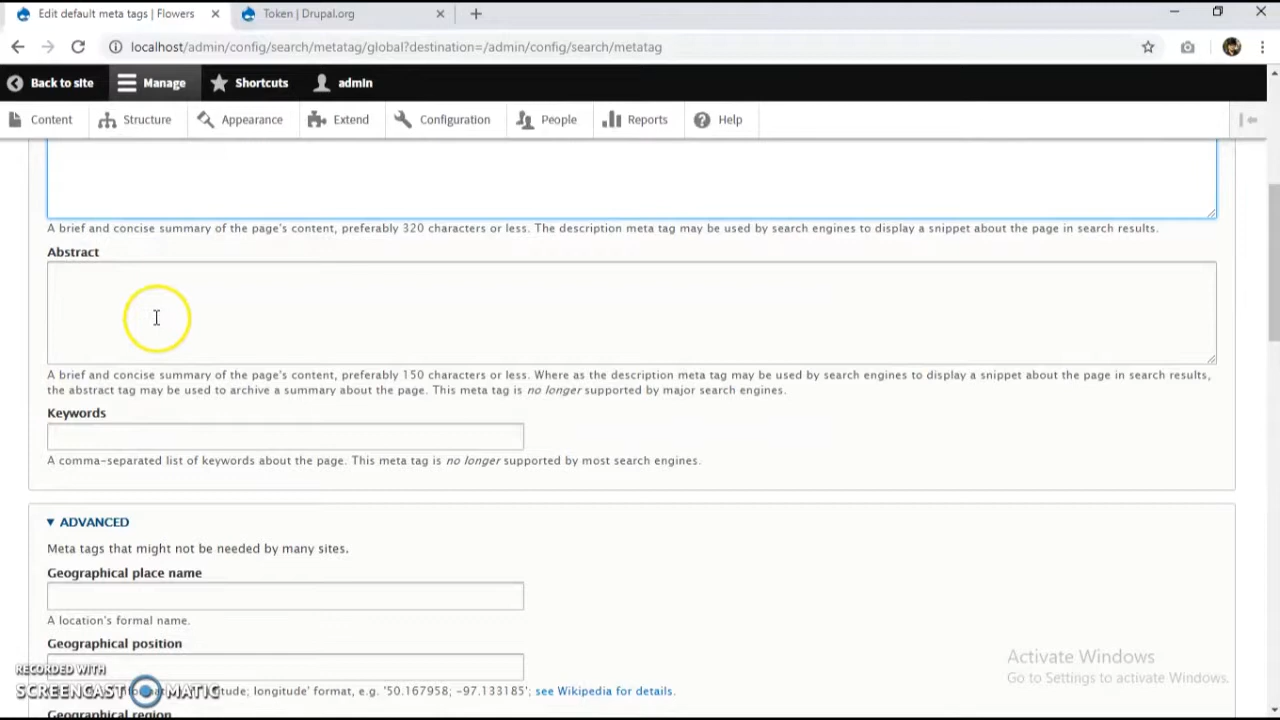 Edit default meta tags | Flowers
Token | Drupal.org
localhost/admin/config/search/metatag/global?destination=/admin/config/search/metatag
Back to site
Manage
Shortcuts
admin
Content
Structure
Appearance
Extend
Configuration
People
Reports
Help
A brief and concise summary of the page's content, preferably 320 characters or less. The description meta tag may be used by search engines to display a snippet about the page in search results.
Abstract
A brief and concise summary of the page's content, preferably 150 characters or less. Where as the description meta tag may be used by search engines to display a snippet about the page in search results,
the abstract tag may be used to archive a summary about the page. This meta tag is no longer supported by major search engines.
Keywords
A comma-separated list of keywords about the page. This meta tag is no longer supported by most search engines.
ADVANCED
Meta tags that might not be needed by many sites.
Geographical place name
A location's formal name.
Geographical position
Activate Windows
Go to Settings to activate Windows.
RECORDED WITH
SCREENCAST MATIC
longitude' format, e.g. '50.167958; -97.133185'; see Wikipedia for details.
Geographical region